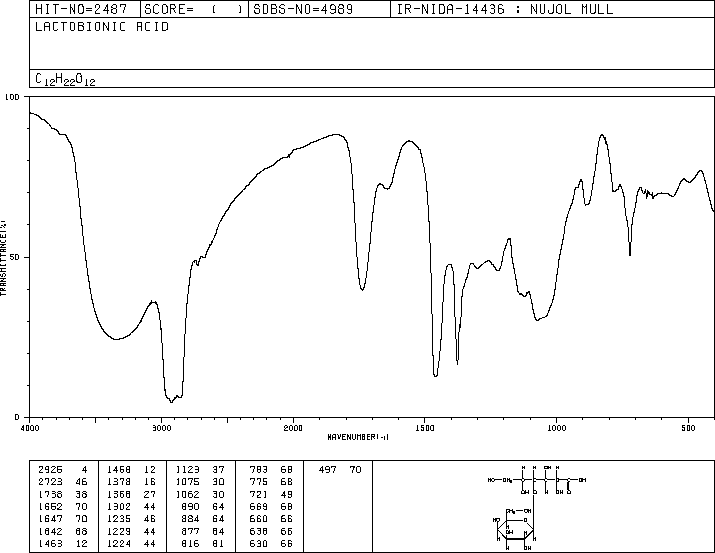 HIT-NO=2487 SCORE= ( ) SDBS-NO=4989 IR-NIDA-14436 : NUJOL MULL
LACTOBIONIC ACID
C12H22O12
100
50
0
TRANSMITTANCE(%)
4000 3000 2000 1500 1000 500
WAVENUMBER(-1)
2925 4 1458 12 1123 37 783 68 497 70
2723 46 1378 16 1075 30 775 68
1738 38 1368 27 1062 30 721 49
1652 70 1302 44 890 64 669 68
1647 70 1235 46 884 64 660 66
1642 68 1229 44 877 64 638 66
1463 12 1224 44 816 81 630 66